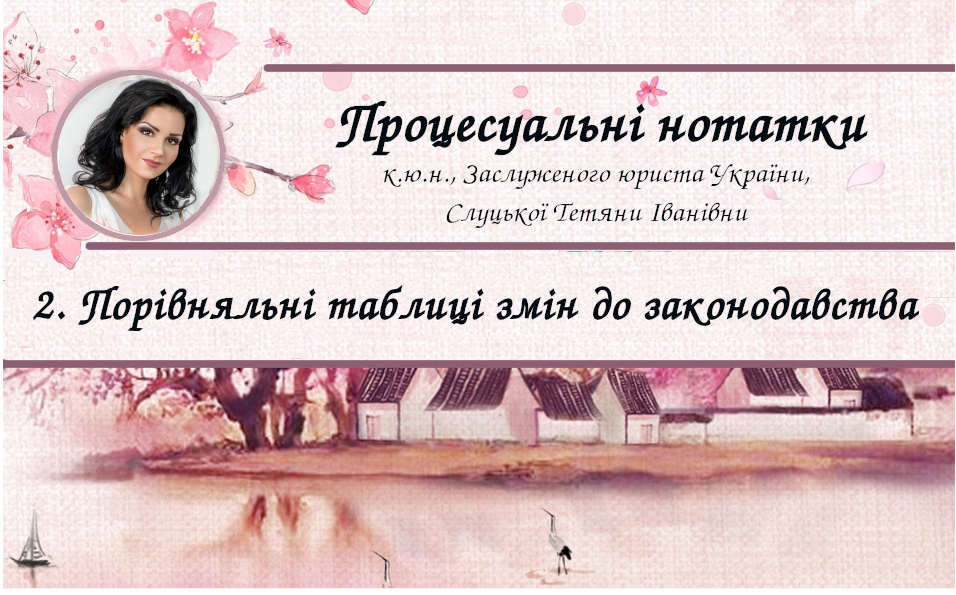 Процесуальні нотатки
к.ю.н., Заслуженого юриста України,
Слуцької Тетяни Іванівни
2. Порівняльні таблиці змін до законодавства